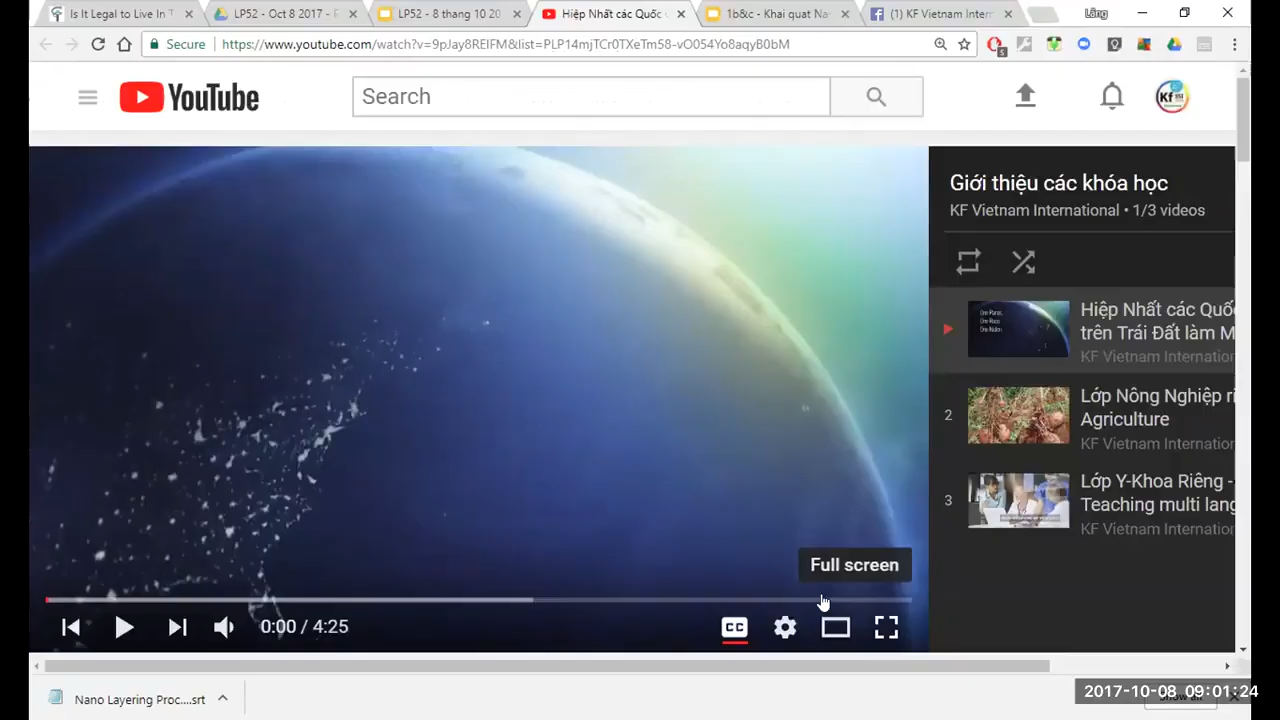 Is It Legal to Live In T
LP52 - Oct 8 2017 -
LP52 - 8 thang 10 20
Hiệp Nhất các Quốc
1b&c - Khai quat Na
(1) KF Vietnam Intern
Lăng
Secure
https://www.youtube.com/watch?v=9pJay8REIFM&list=PLP14mjTCr0TXeTm58-vO054Yo8aqyB0bM
YouTube
Search
Giới thiệu các khóa học
KF Vietnam International • 1/3 videos
Hiệp Nhất các Quốc
trên Trái Đất làm M
KF Vietnam Internation
2
Lớp Nông Nghiệp ri
Agriculture
KF Vietnam Internation
3
Lớp Y-Khoa Riêng -
Teaching multi lang
KF Vietnam Internation
Full screen
0:00 / 4:25
CC
Nano Layering Proc....srt
2017-10-08 09:01:24